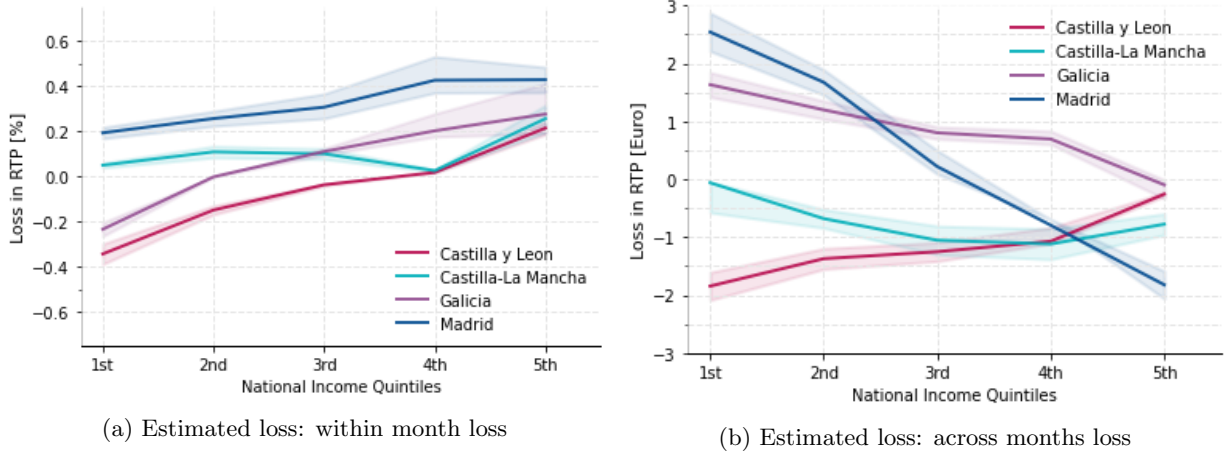 Loss in RTP [%]
0.6
0.4
0.2
0.0
−0.2
−0.4
−0.6
Castilla y Leon
Castilla-La Mancha
Galicia
Madrid
1st 2nd 3rd 4th 5th
National Income Quintiles
(a) Estimated loss: within month loss
Loss in RTP [Euro]
3
2
1
0
−1
−2
−3
Castilla y Leon
Castilla-La Mancha
Galicia
Madrid
1st 2nd 3rd 4th 5th
National Income Quintiles
(b) Estimated loss: across months loss